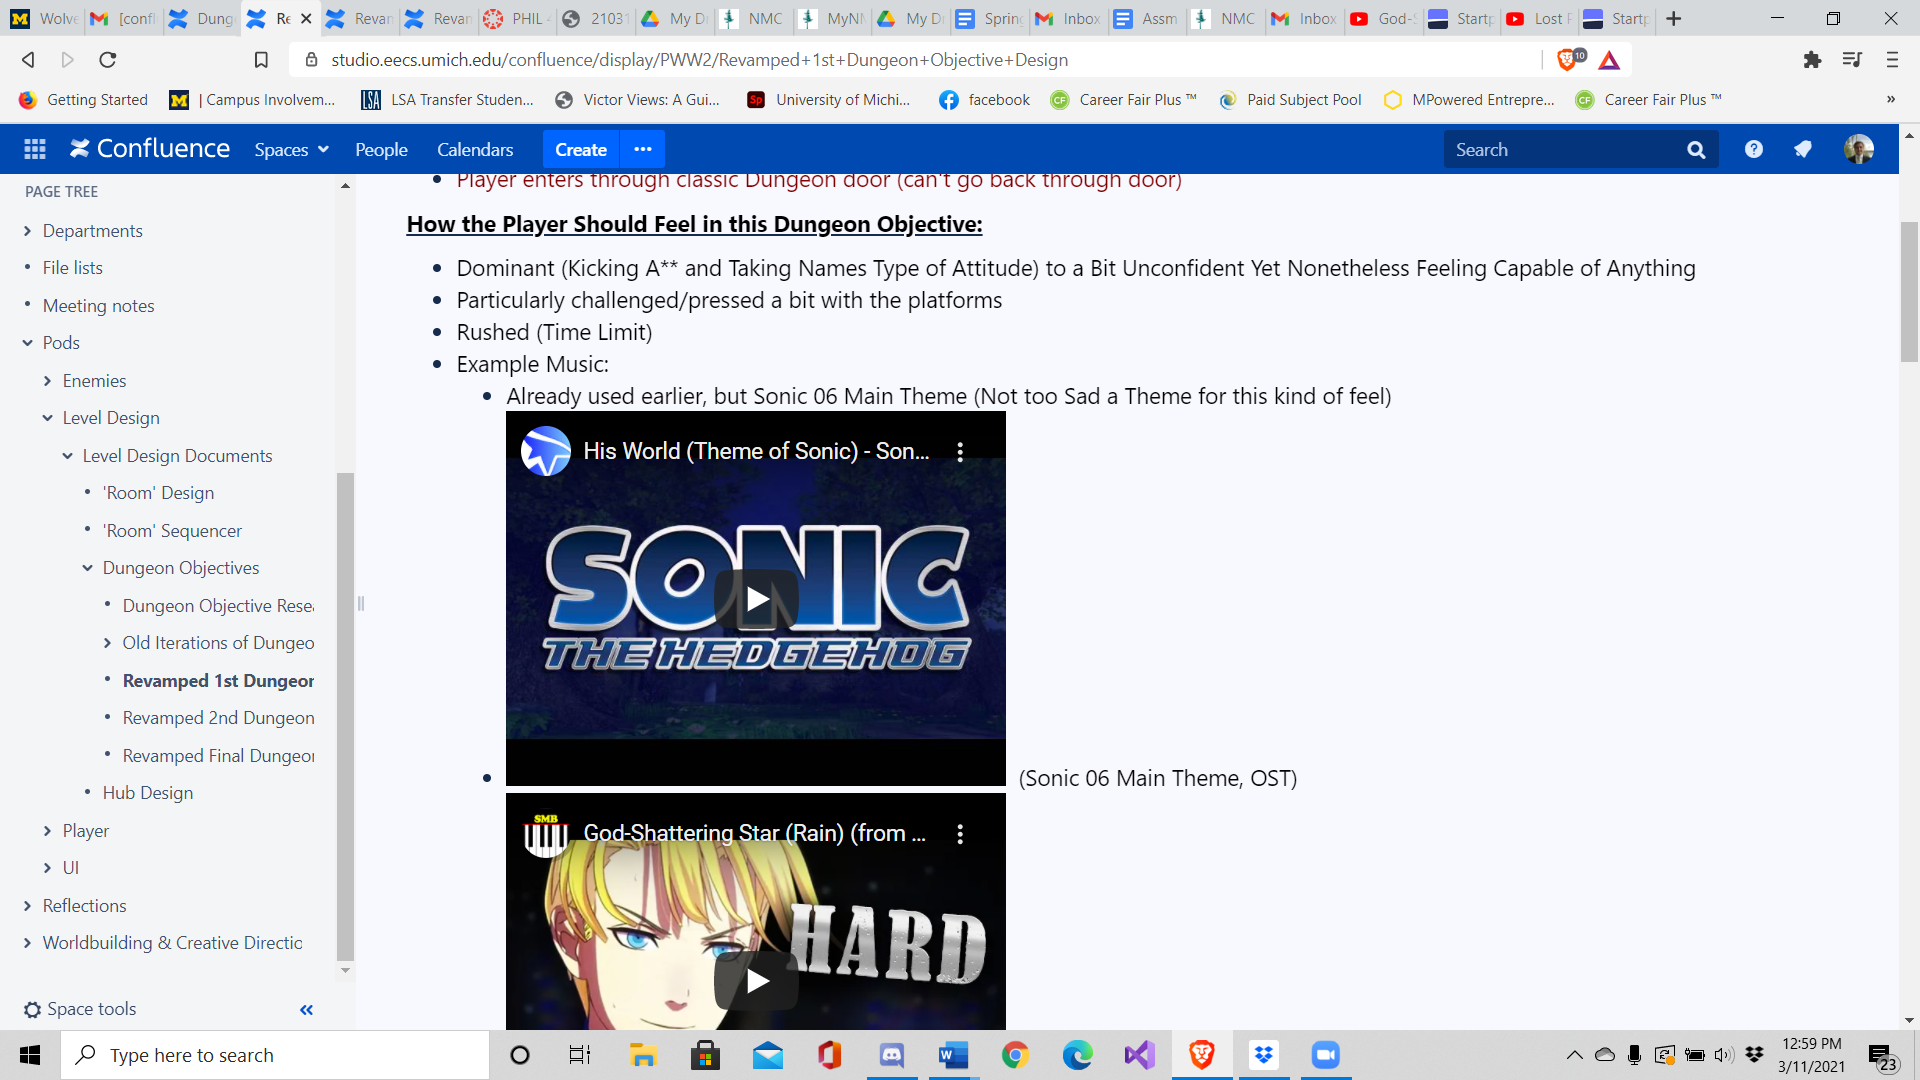 Wolve
[confl
Dung
Re
Revan
Revan
PHIL 4
21031
My Dr
NMC
MyNM
My Dr
Spring
Inbox
Assm
NMC
Inbox
God-S
Startp
Lost F
Startp
studio.eecs.umich.edu/confluence/display/PWW2/Revamped+1st+Dungeon+Objective+Design
10
Getting Started
| Campus Involvem...
LSA Transfer Studen...
Victor Views: A Gui...
University of Michi...
facebook
Career Fair Plus ™
Paid Subject Pool
MPowered Entrepre...
Career Fair Plus ™
»
Confluence
Spaces
People
Calendars
Create
Search
PAGE TREE
Departments
File lists
Meeting notes
Pods
Enemies
Level Design
Level Design Documents
'Room' Design
'Room' Sequencer
Dungeon Objectives
Dungeon Objective Resea
Old Iterations of Dungeo
Revamped 1st Dungeon
Revamped 2nd Dungeon
Revamped Final Dungeon
Hub Design
Player
UI
Reflections
Worldbuilding & Creative Directio
Space tools
Player enters through classic Dungeon door (can't go back through door)
How the Player Should Feel in this Dungeon Objective:
Dominant (Kicking A** and Taking Names Type of Attitude) to a Bit Unconfident Yet Nonetheless Feeling Capable of Anything
Particularly challenged/pressed a bit with the platforms
Rushed (Time Limit)
Example Music:
Already used earlier, but Sonic 06 Main Theme (Not too Sad a Theme for this kind of feel)
His World (Theme of Sonic) - Son...
SONIC
THE HEDGEHOG
(Sonic 06 Main Theme, OST)
SMB
God-Shattering Star (Rain) (from ...
HARD
Type here to search
12:59 PM
3/11/2021
23